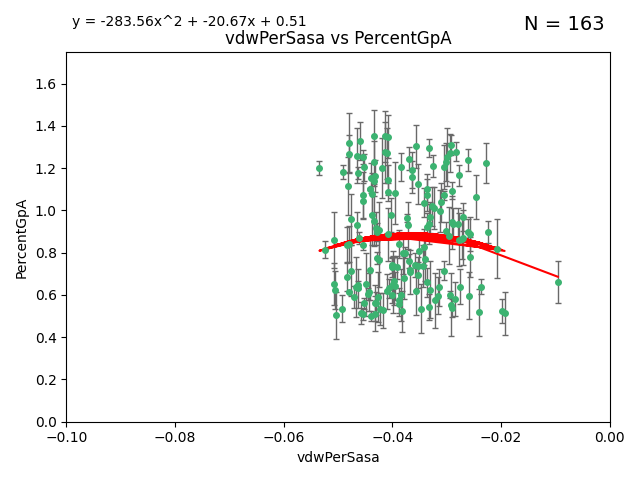 y = -283.56x^2 + -20.67x + 0.51
N = 163
vdwPerSasa vs PercentGpA
PercentGpA
1.6
1.4
1.2
1.0
0.8
0.6
0.4
0.2
0.0
−0.10 −0.08 −0.06 −0.04 −0.02 0.00
vdwPerSasa